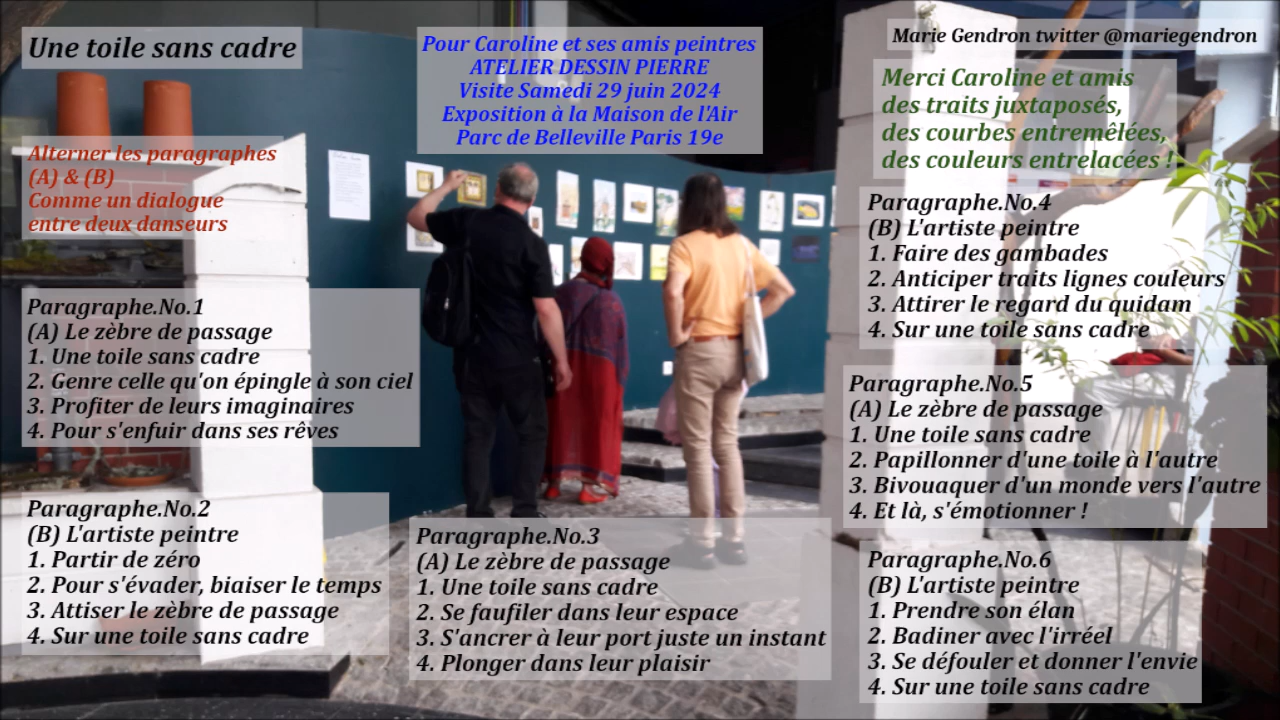 Une toile sans cadre
Pour Caroline et ses amis peintres
ATELIER DESSIN PIERRE
Visite Samedi 29 juin 2024
Exposition à la Maison de l'Air
Parc de Belleville Paris 19e
Marie Gendron twitter @mariegendron
Merci Caroline et amis
des traits juxtaposés,
des courbes entremêlées,
des couleurs entrelacées !
Alterner les paragraphes
(A) & (B)
Comme un dialogue
entre deux danseurs
Paragraphe.No.1
(A) Le zèbre de passage
1. Une toile sans cadre
2. Genre celle qu'on épingle à son ciel
3. Profiter de leurs imaginaires
4. Pour s'enfuir dans ses rêves
Paragraphe.No.2
(B) L'artiste peintre
1. Partir de zéro
2. Pour s'évader, biaiser le temps
3. Attiser le zèbre de passage
4. Sur une toile sans cadre
Paragraphe.No.3
(A) Le zèbre de passage
1. Une toile sans cadre
2. Se faufiler dans leur espace
3. S'ancrer à leur port juste un instant
4. Plonger dans leur plaisir
Paragraphe.No.4
(B) L'artiste peintre
1. Faire des gambades
2. Anticiper traits lignes couleurs
3. Attirer le regard du quidam
4. Sur une toile sans cadre
Paragraphe.No.5
(A) Le zèbre de passage
1. Une toile sans cadre
2. Papillonner d'une toile à l'autre
3. Bivouaquer d'un monde vers l'autre
4. Et là, s'émotionner !
Paragraphe.No.6
(B) L'artiste peintre
1. Prendre son élan
2. Badiner avec l'irréel
3. Se défouler et donner l'envie
4. Sur une toile sans cadre